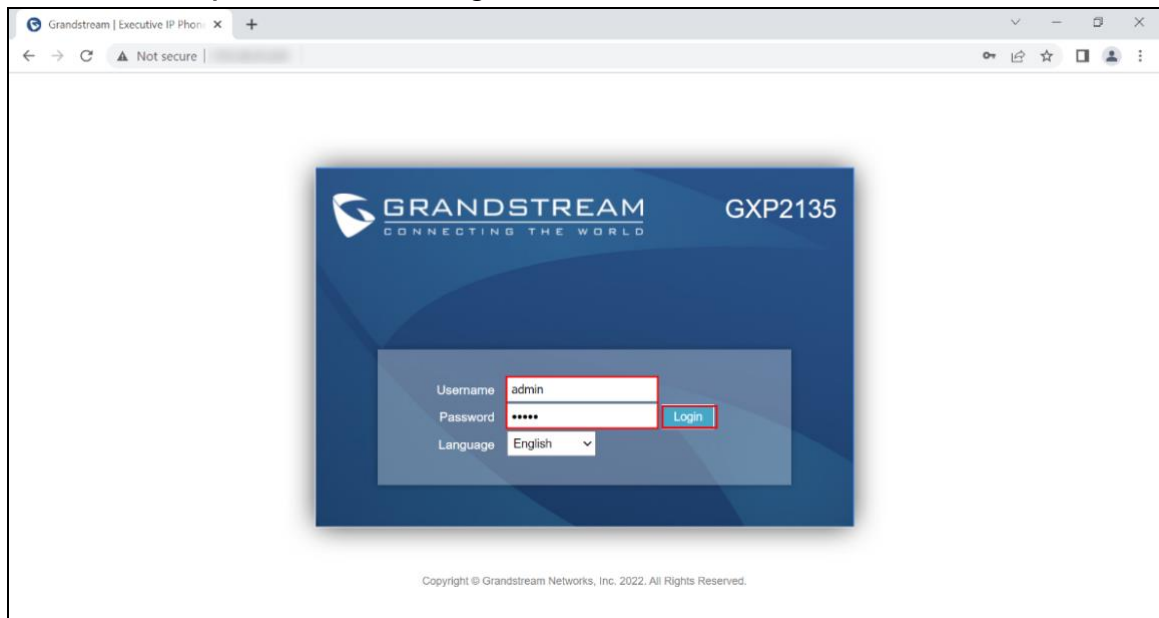 Grandstream | Executive IP Phon
Not secure
GRANDSTREAM
CONNECTING THE WORLD
GXP2135
Username admin
Password •••••
Login
Language English
Copyright © Grandstream Networks, Inc. 2022. All Rights Reserved.